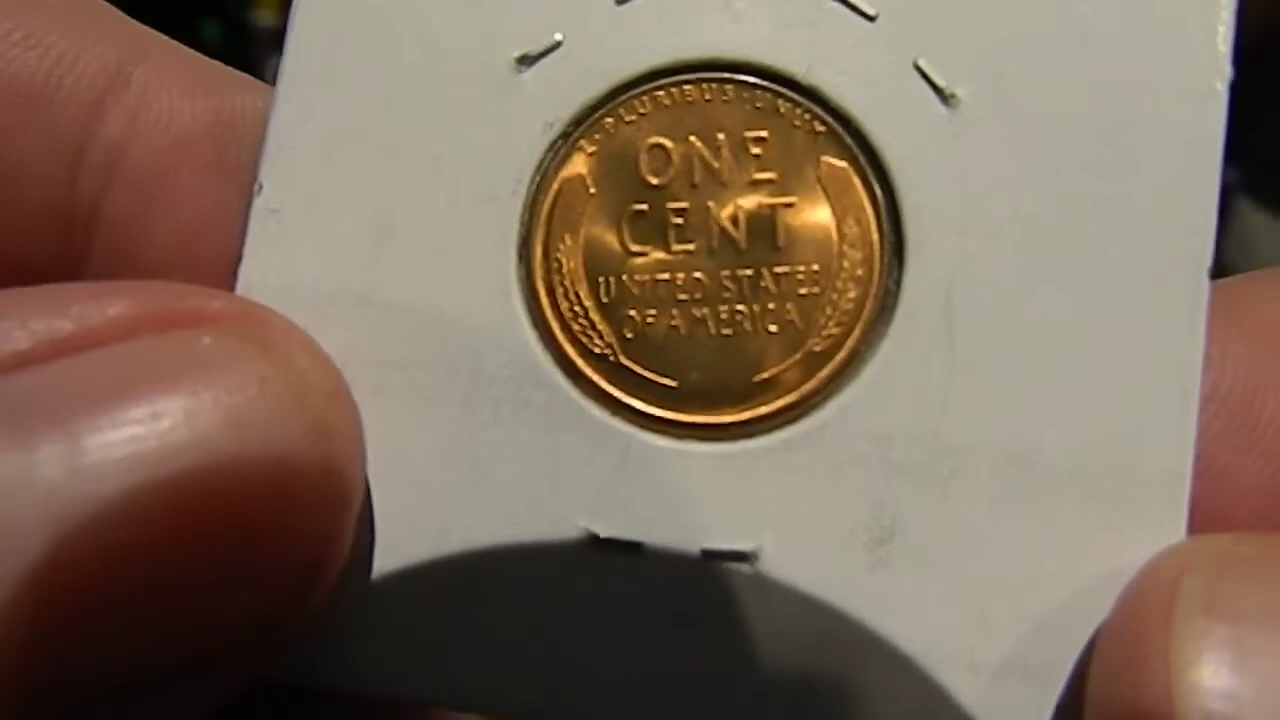 E·PLURIBUS·UNUM
ONE
CENT
UNITED STATES
OF AMERICA